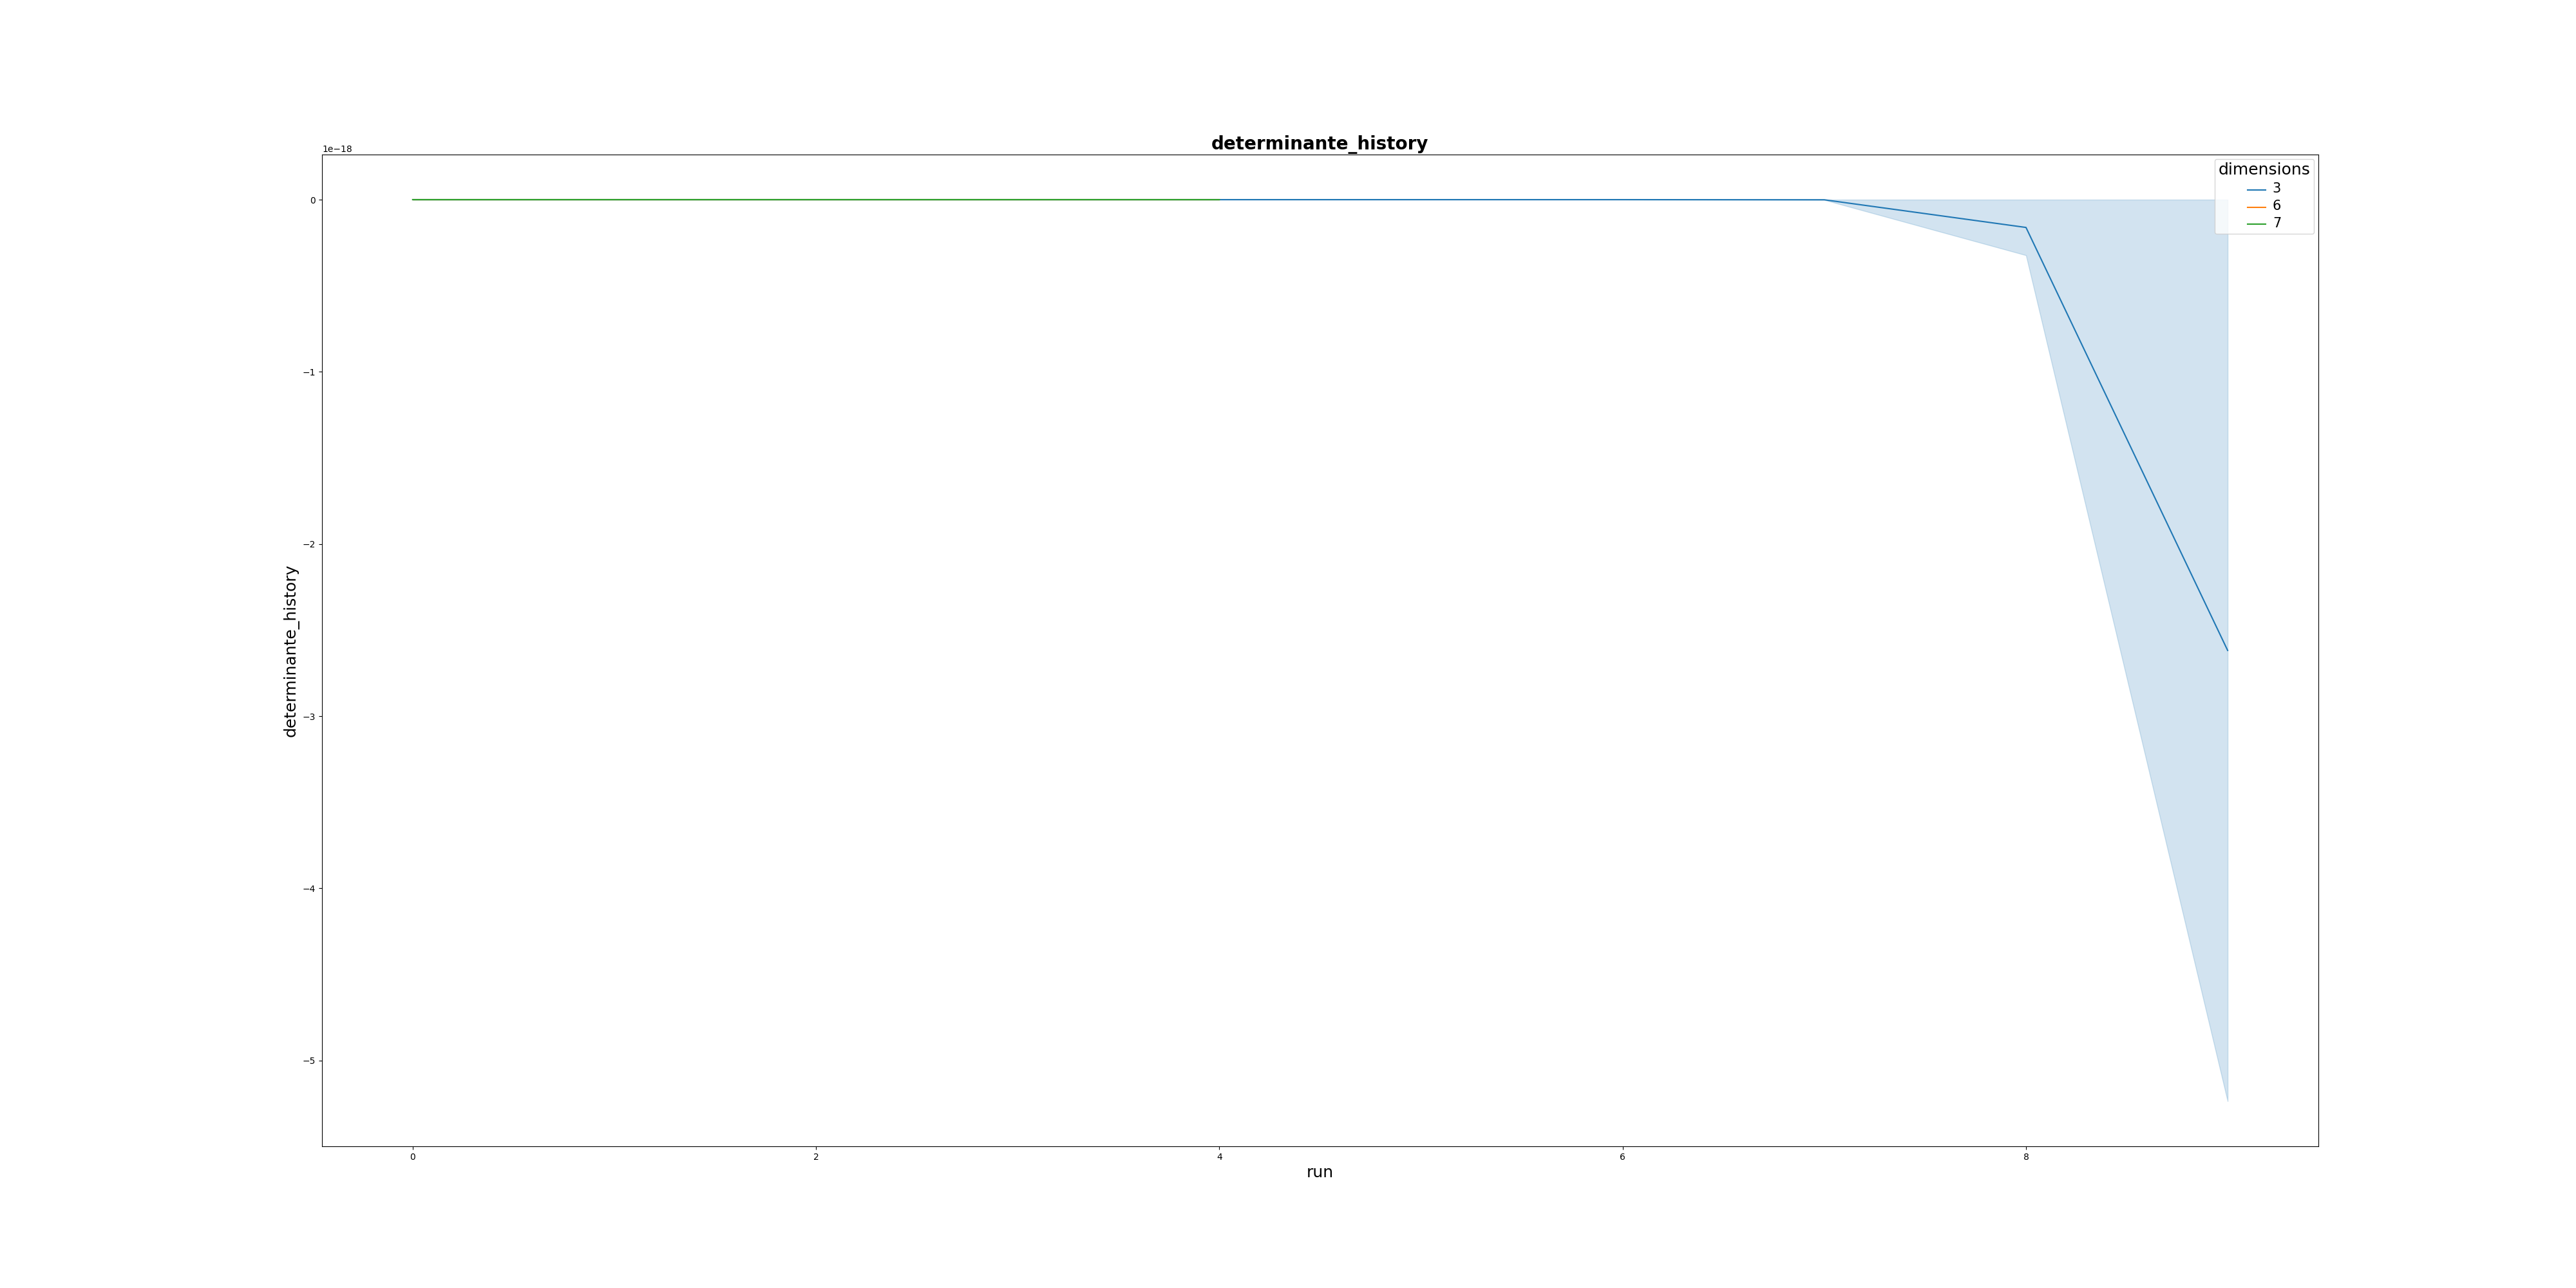 determinante_history
1e−18
dimensions
3
6
7
0
−1
−2
−3
−4
−5
determinante_history
0
2
4
6
8
run